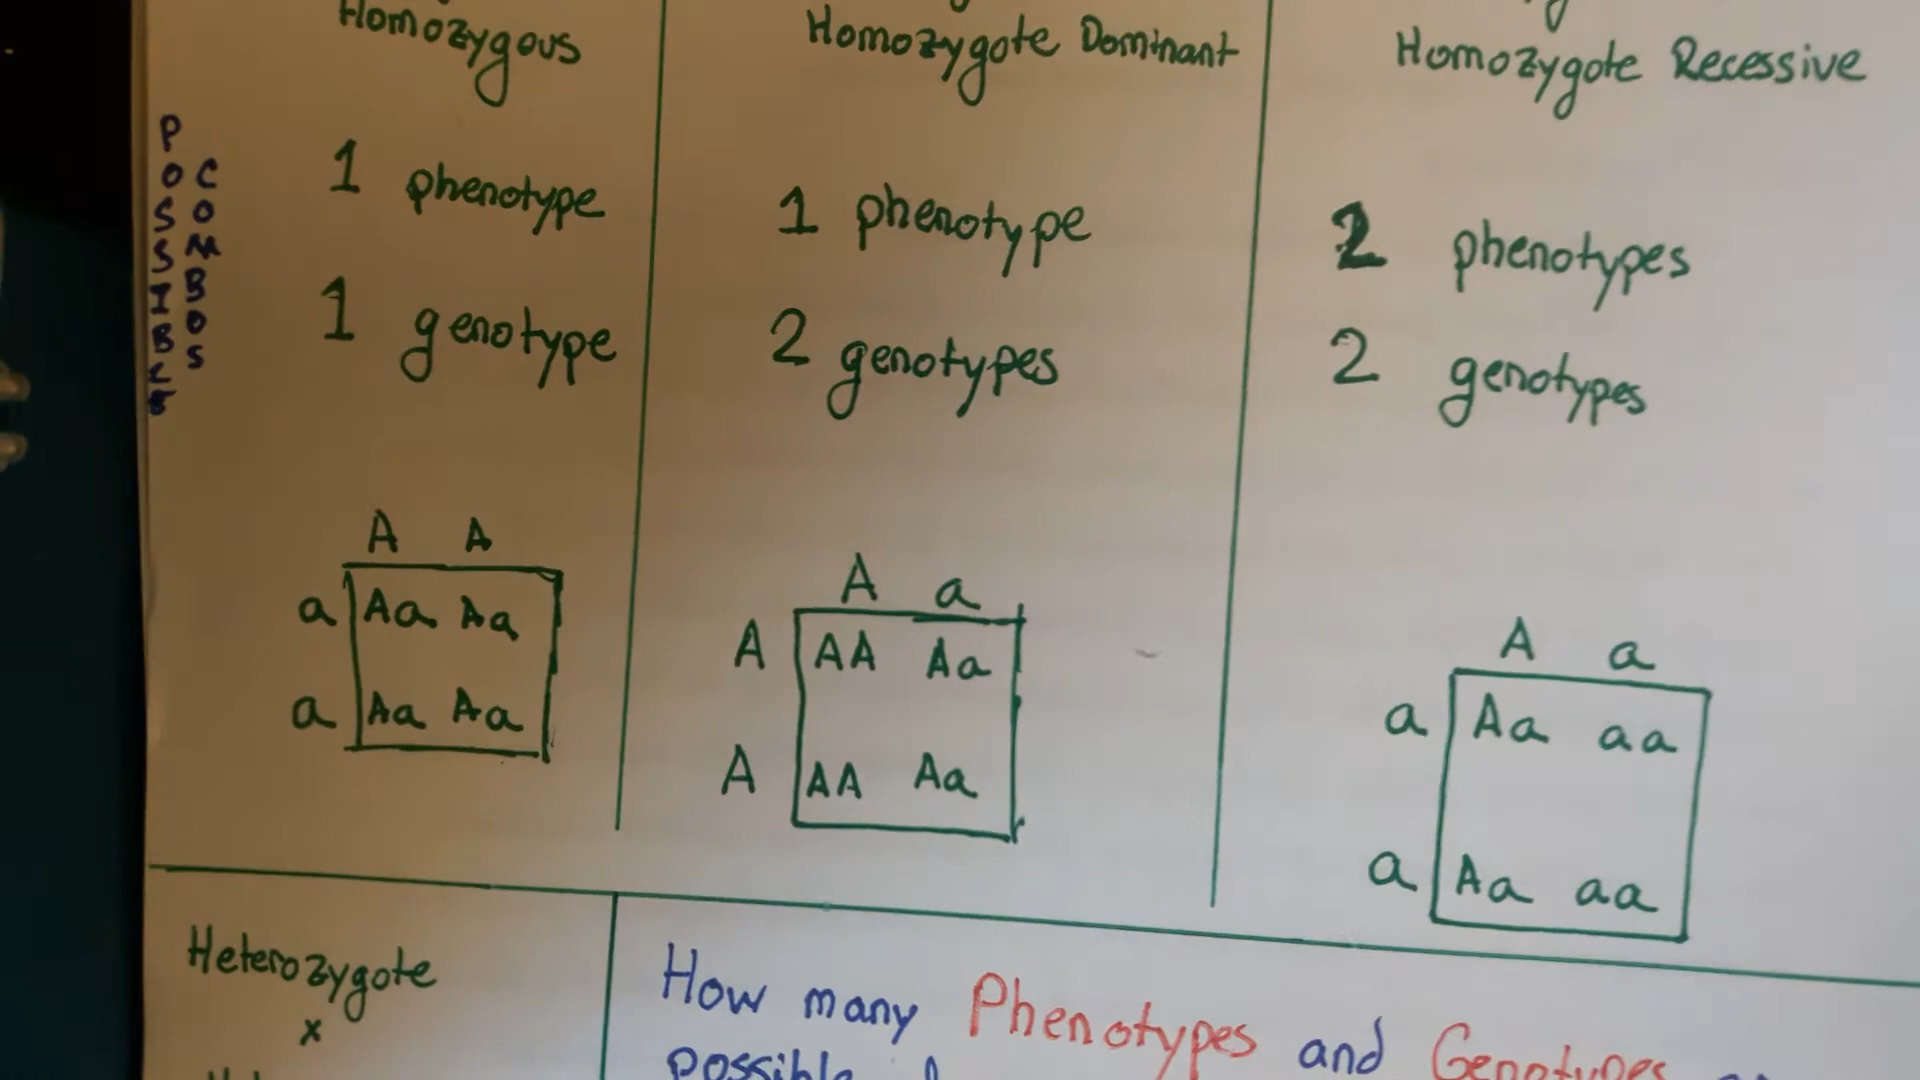 Homozygous
1 phenotype
1 genotype
A A
a Aa Aa
a Aa Aa
Homozygote Dominant
1 phenotype
2 genotypes
A a
A AA Aa
A AA Aa
Homozygote Recessive
2 phenotypes
2 genotypes
A a
a Aa aa
a Aa aa
POSSIBLE
COMBOS
Heterozygote
x
How many Phenotypes and Genotypes
possible